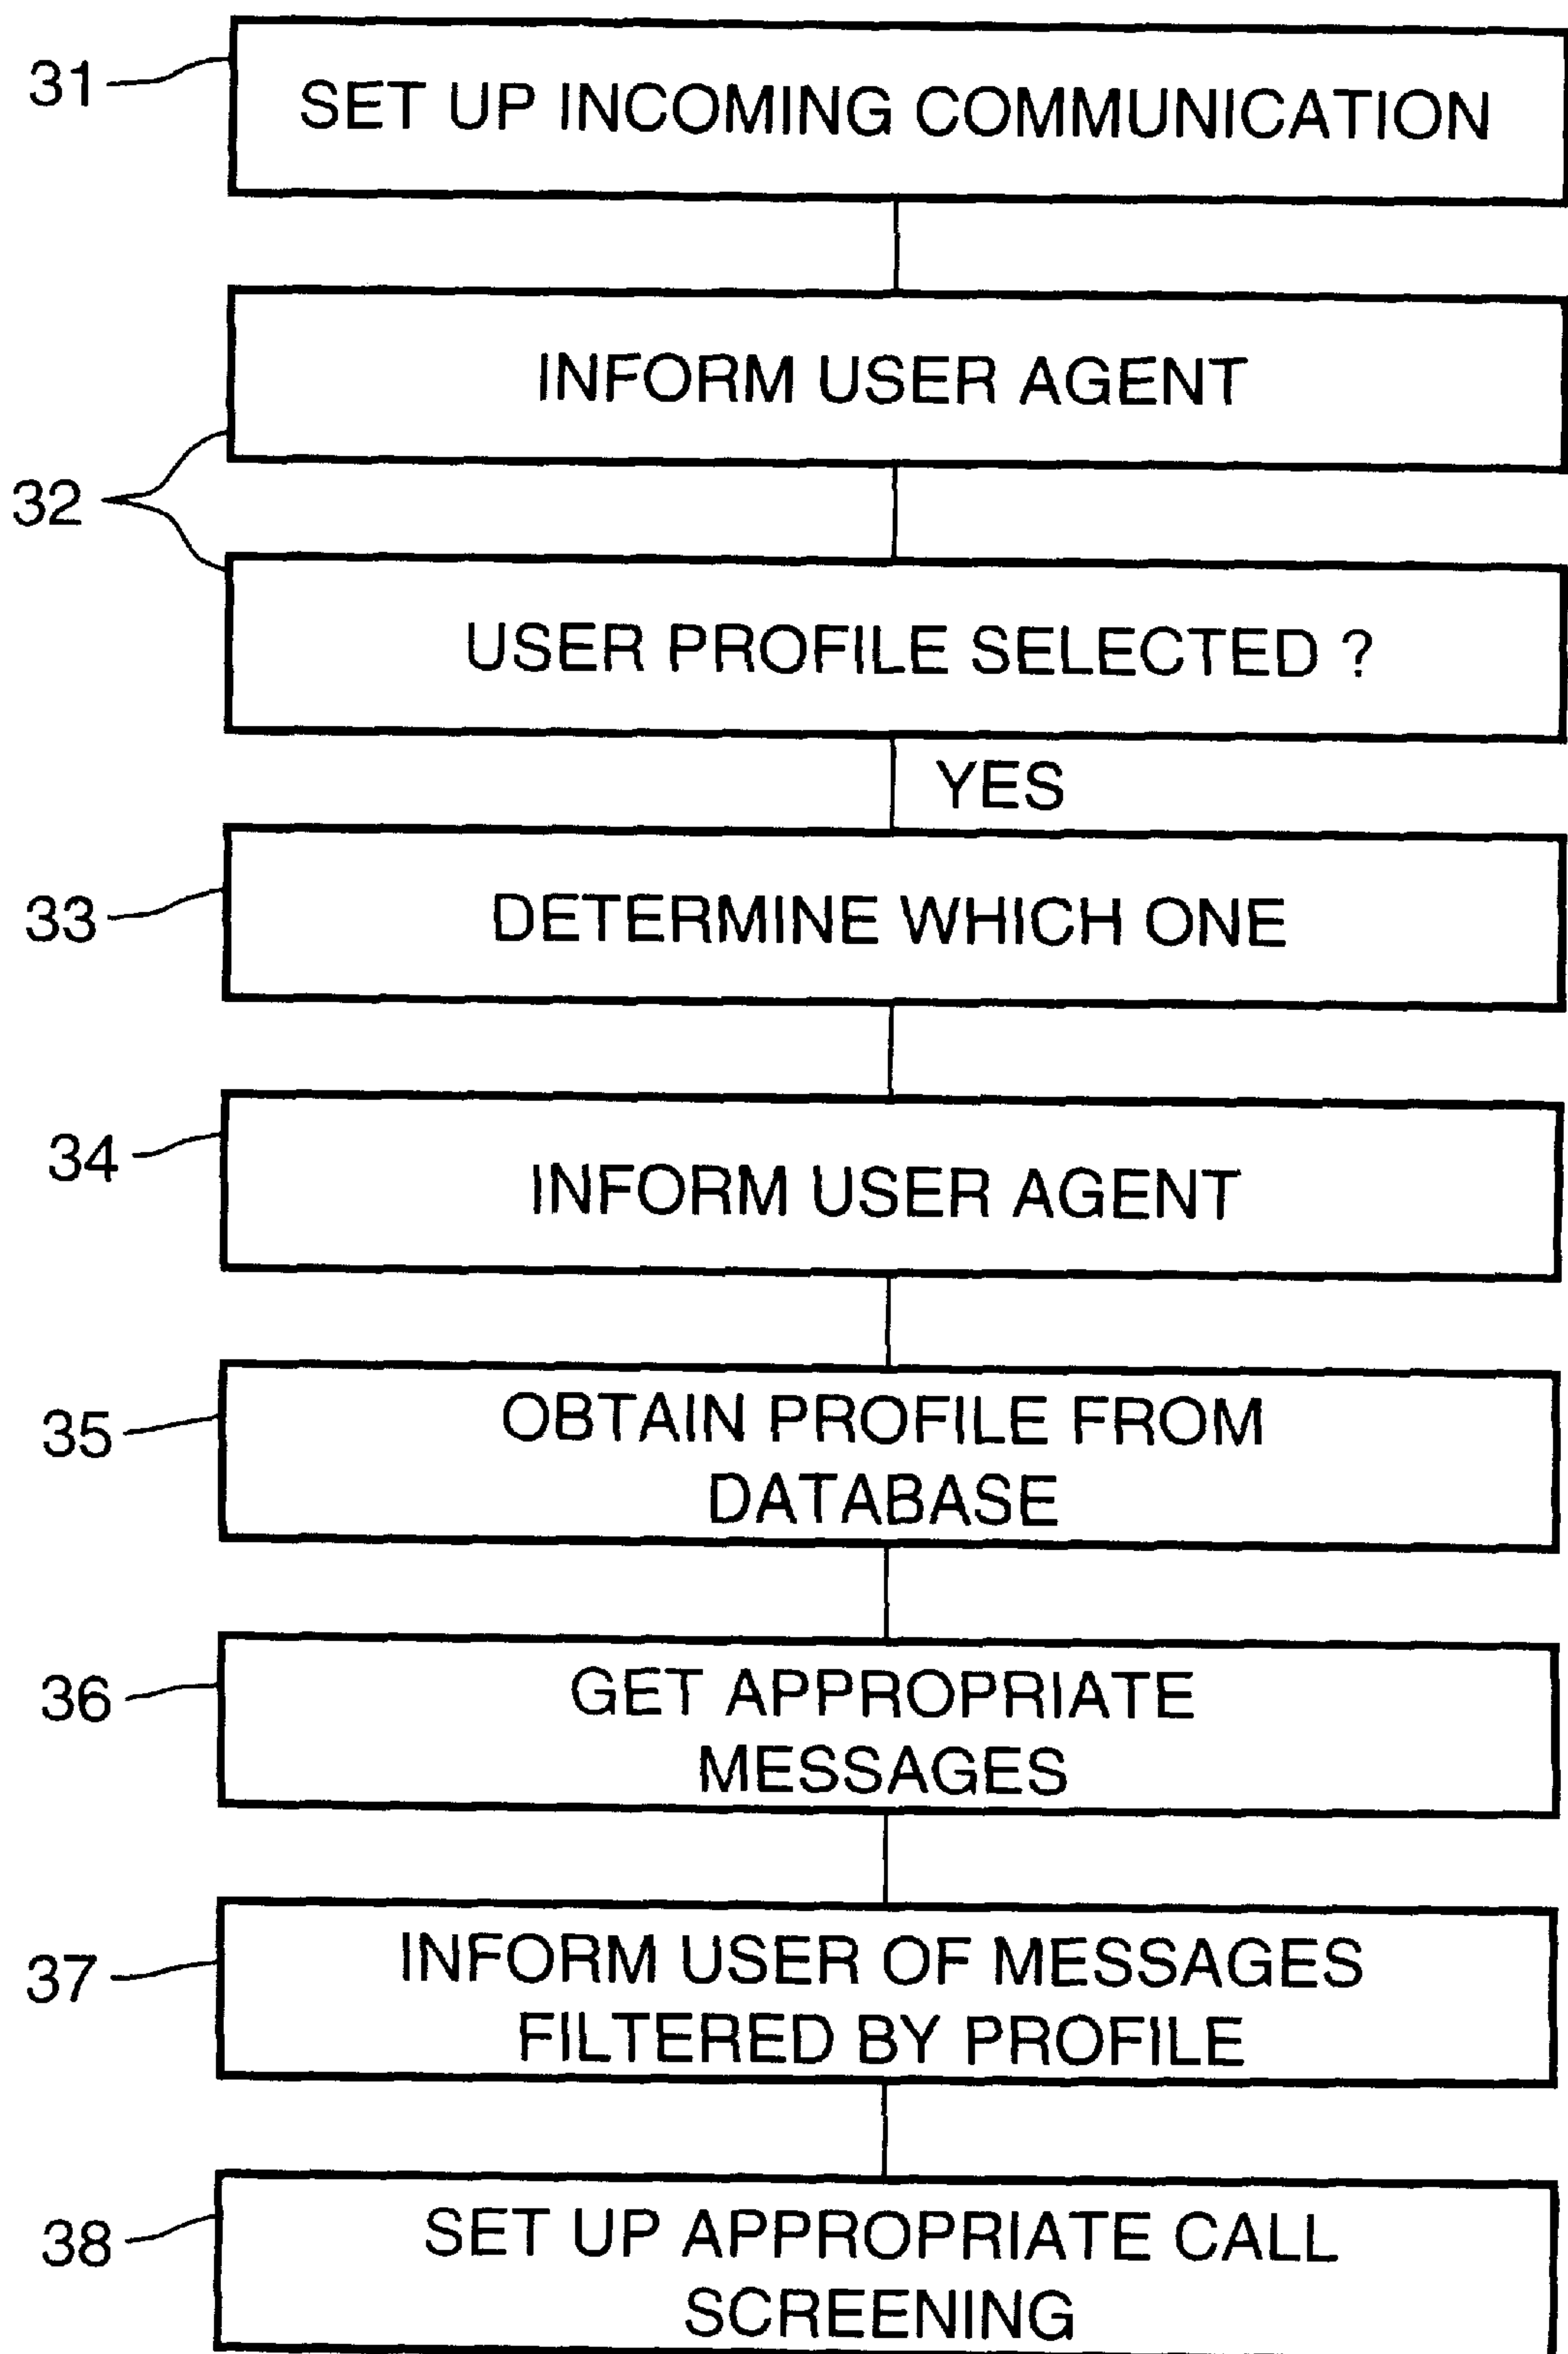 31
SET UP INCOMING COMMUNICATION
INFORM USER AGENT
32
USER PROFILE SELECTED ?
YES
33
DETERMINE WHICH ONE
34
INFORM USER AGENT
35
OBTAIN PROFILE FROM
DATABASE
36
GET APPROPRIATE
MESSAGES
37
INFORM USER OF MESSAGES
FILTERED BY PROFILE
38
SET UP APPROPRIATE CALL
SCREENING